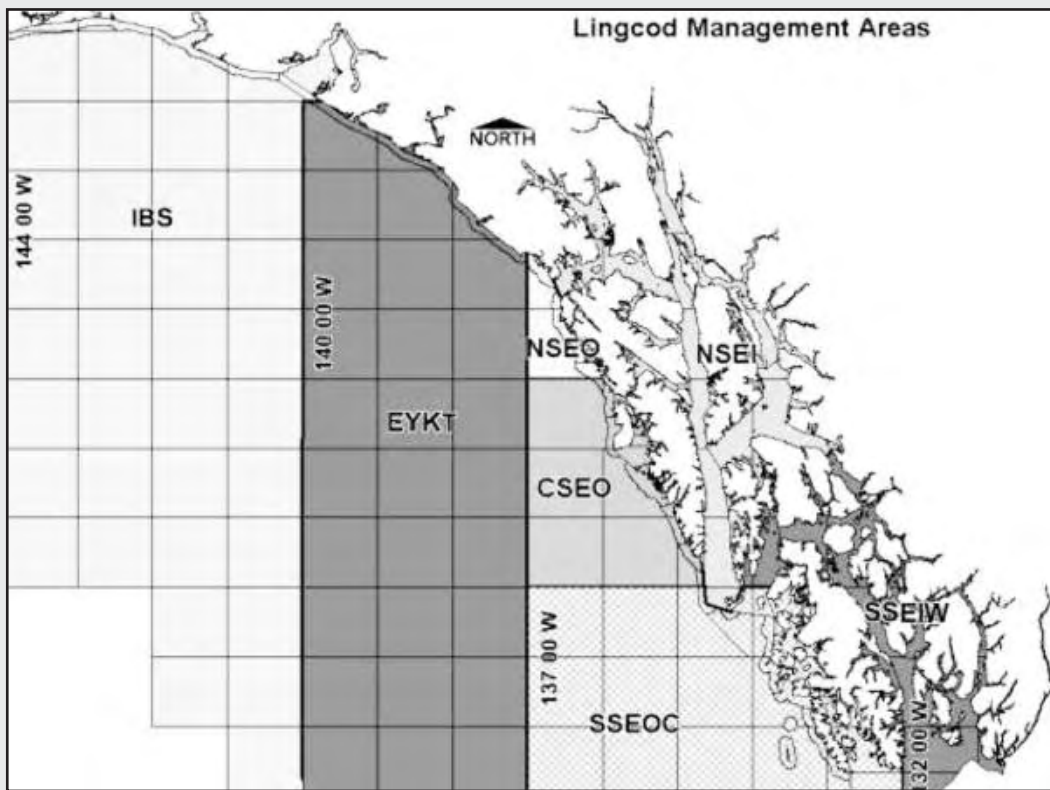 Lingcod Management Areas
NORTH
144 00 W
IBS
140 00 W
NSEO
NSEI
EYKT
CSEO
137 00 W
SSEIW
SSEOC
132 00 W